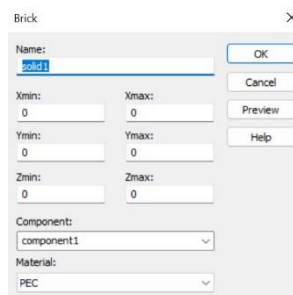 Brick
Name:
solid1
OK
Cancel
Xmin: Xmax:
0 0
Preview
Ymin: Ymax:
0 0
Help
Zmin: Zmax:
0 0
Component:
component1
Material:
PEC